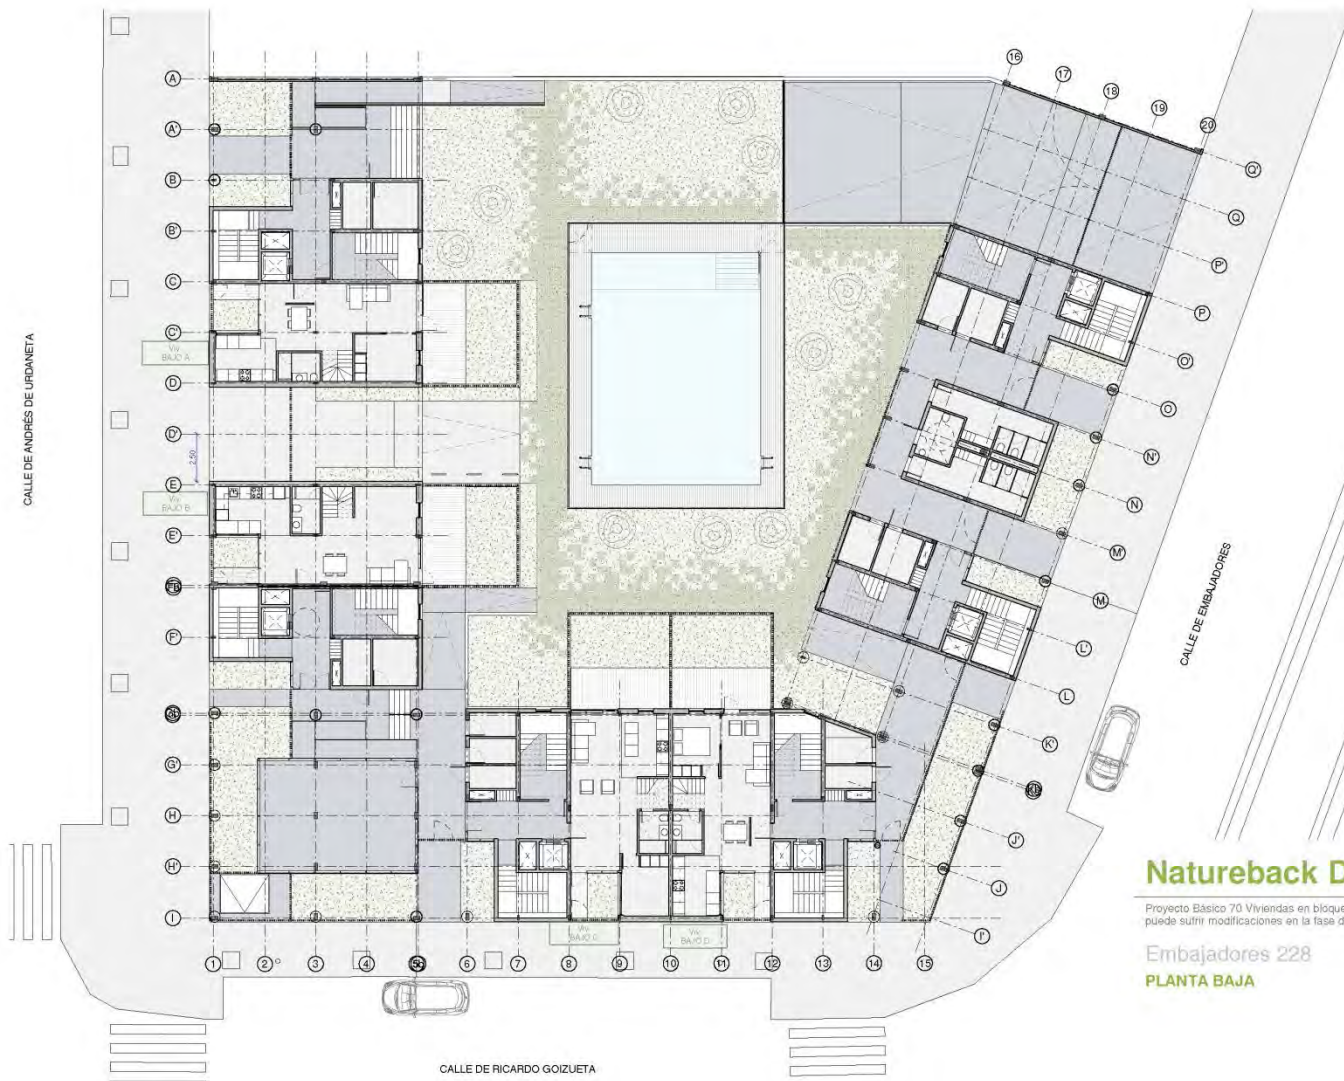 16
17
18
19
20
A
A'
B
B'
C
C'
D
D'
E
E'
F'
G'
H
H'
I
Q'
Q
P'
P
O'
O
N'
N
M'
M
L'
L
K'
J'
J
I'
Viv.
BAJO A
2,50
Viv.
BAJO B
Viv.
BAJO C
Viv.
BAJO D
1
2
3
4
6
7
8
9
10
11
12
13
14
15
CALLE DE ANDRÉS DE URDANETA
CALLE DE EMBAJADORES
CALLE DE RICARDO GOIZUETA
Natureback D
Proyecto Básico 70 Viviendas en bloque
puede sufrir modificaciones en la fase d
Embajadores 228
PLANTA BAJA